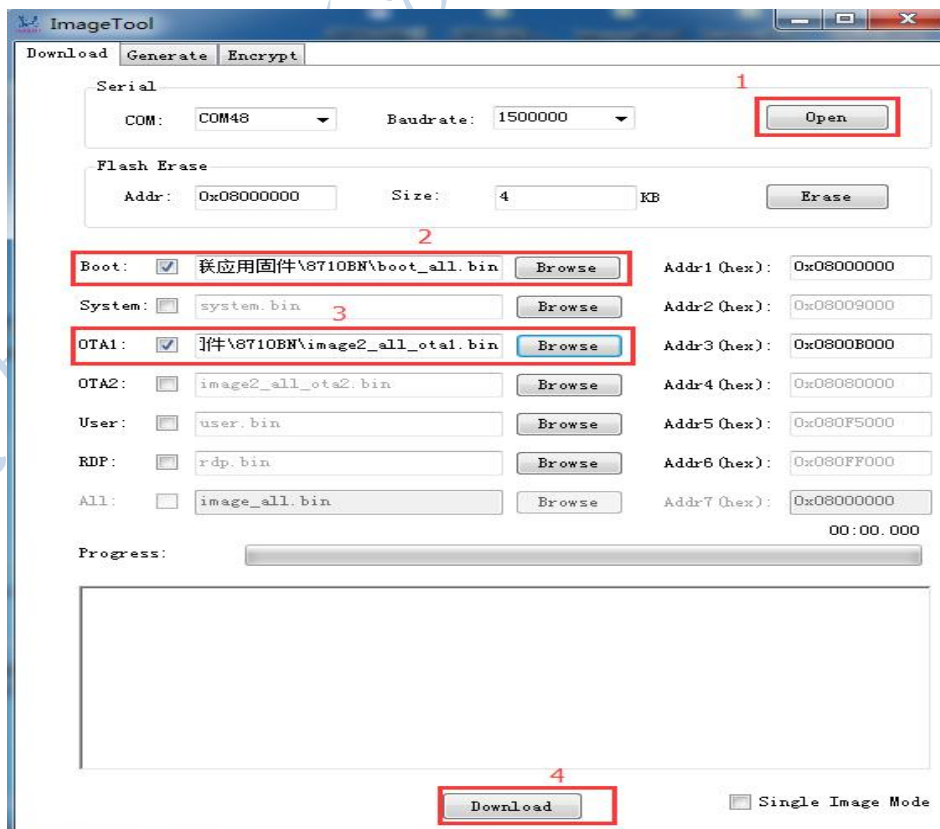 ImageTool
Download Generate Encrypt
Serial
1
COM: COM48 Baudrate: 1500000 Open
Flash Erase
Addr: 0x08000000 Size: 4 KB Erase
2
Boot: 联应用固件\8710BN\boot_all.bin Browse Addr1(hex): 0x08000000
System: system.bin Browse Addr2(hex): 0x08009000
3
OTA1: 件\8710BN\image2_all_ota1.bin Browse Addr3(hex): 0x0800B000
OTA2: image2_all_ota2.bin Browse Addr4(hex): 0x08080000
User: user.bin Browse Addr5(hex): 0x080F5000
RDP: rdp.bin Browse Addr6(hex): 0x080FF000
All: image_all.bin Browse Addr7(hex): 0x08000000
00:00.000
Progress:
4
Download Single Image Mode